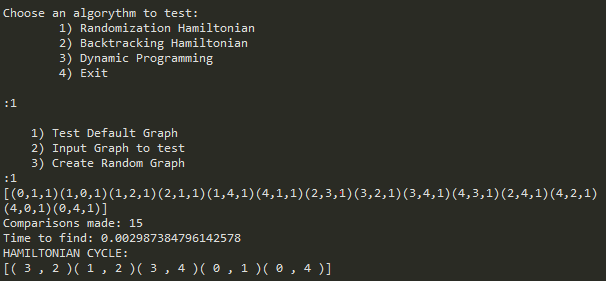 Choose an algorythm to test:
1) Randomization Hamiltonian
2) Backtracking Hamiltonian
3) Dynamic Programming
4) Exit
:1
1) Test Default Graph
2) Input Graph to test
3) Create Random Graph
:1
[(0,1,1)(1,0,1)(1,2,1)(2,1,1)(1,4,1)(4,1,1)(2,3,1)(3,2,1)(3,4,1)(4,3,1)(2,4,1)(4,2,1)
(4,0,1)(0,4,1)]
Comparisons made: 15
Time to find: 0.002987384796142578
HAMILTONIAN CYCLE:
[( 3 , 2 )( 1 , 2 )( 3 , 4 )( 0 , 1 )( 0 , 4 )]